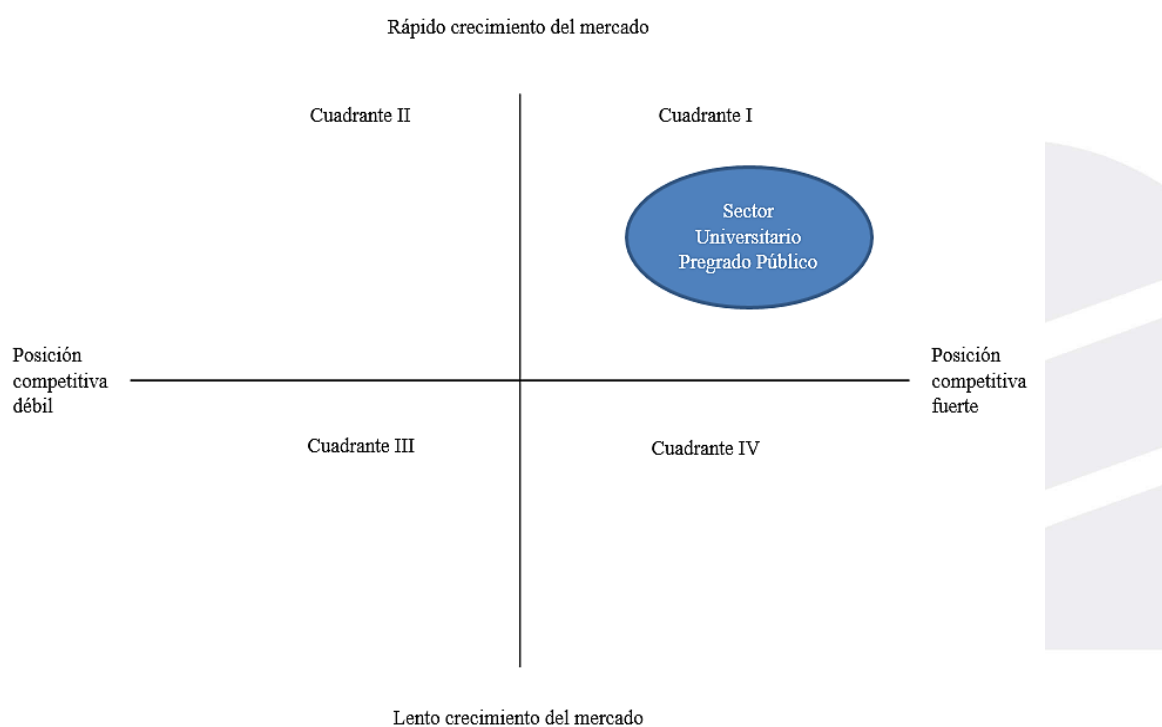 Rápido crecimiento del mercado
Cuadrante II
Cuadrante I
Sector
Universitario
Pregrado Público
Posición
competitiva
débil
Posición
competitiva
fuerte
Cuadrante III
Cuadrante IV
Lento crecimiento del mercado